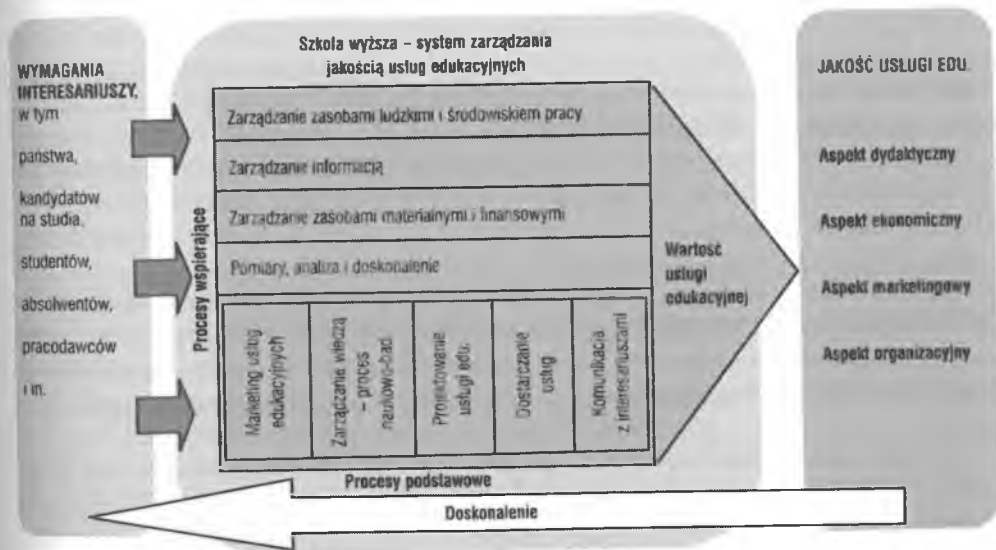 WYMAGANIA
INTERESARIUSZY,
w tym
państwa,
kandydatów
na studia,
studentów,
absolwentów,
pracodawców
i in.
Szkoła wyższa – system zarządzania
jakością usług edukacyjnych
Procesy wspierające
Zarządzanie zasobami ludzkimi i środowiskiem pracy
Zarządzanie informacją
Zarządzanie zasobami materialnymi i finansowymi
Pomiary, analiza i doskonalenie
Marketing usług
edukacyjnych
Zarządzanie wiedzą
– proces
naukowo-bad
Projektowanie
usługi edu.
Dostarczanie
usług
Komunikacja
z interesariuszami
Procesy podstawowe
Wartość
usługi
edukacyjnej
JAKOŚĆ USŁUGI EDU.
Aspekt dydaktyczny
Aspekt ekonomiczny
Aspekt marketingowy
Aspekt organizacyjny
Doskonalenie